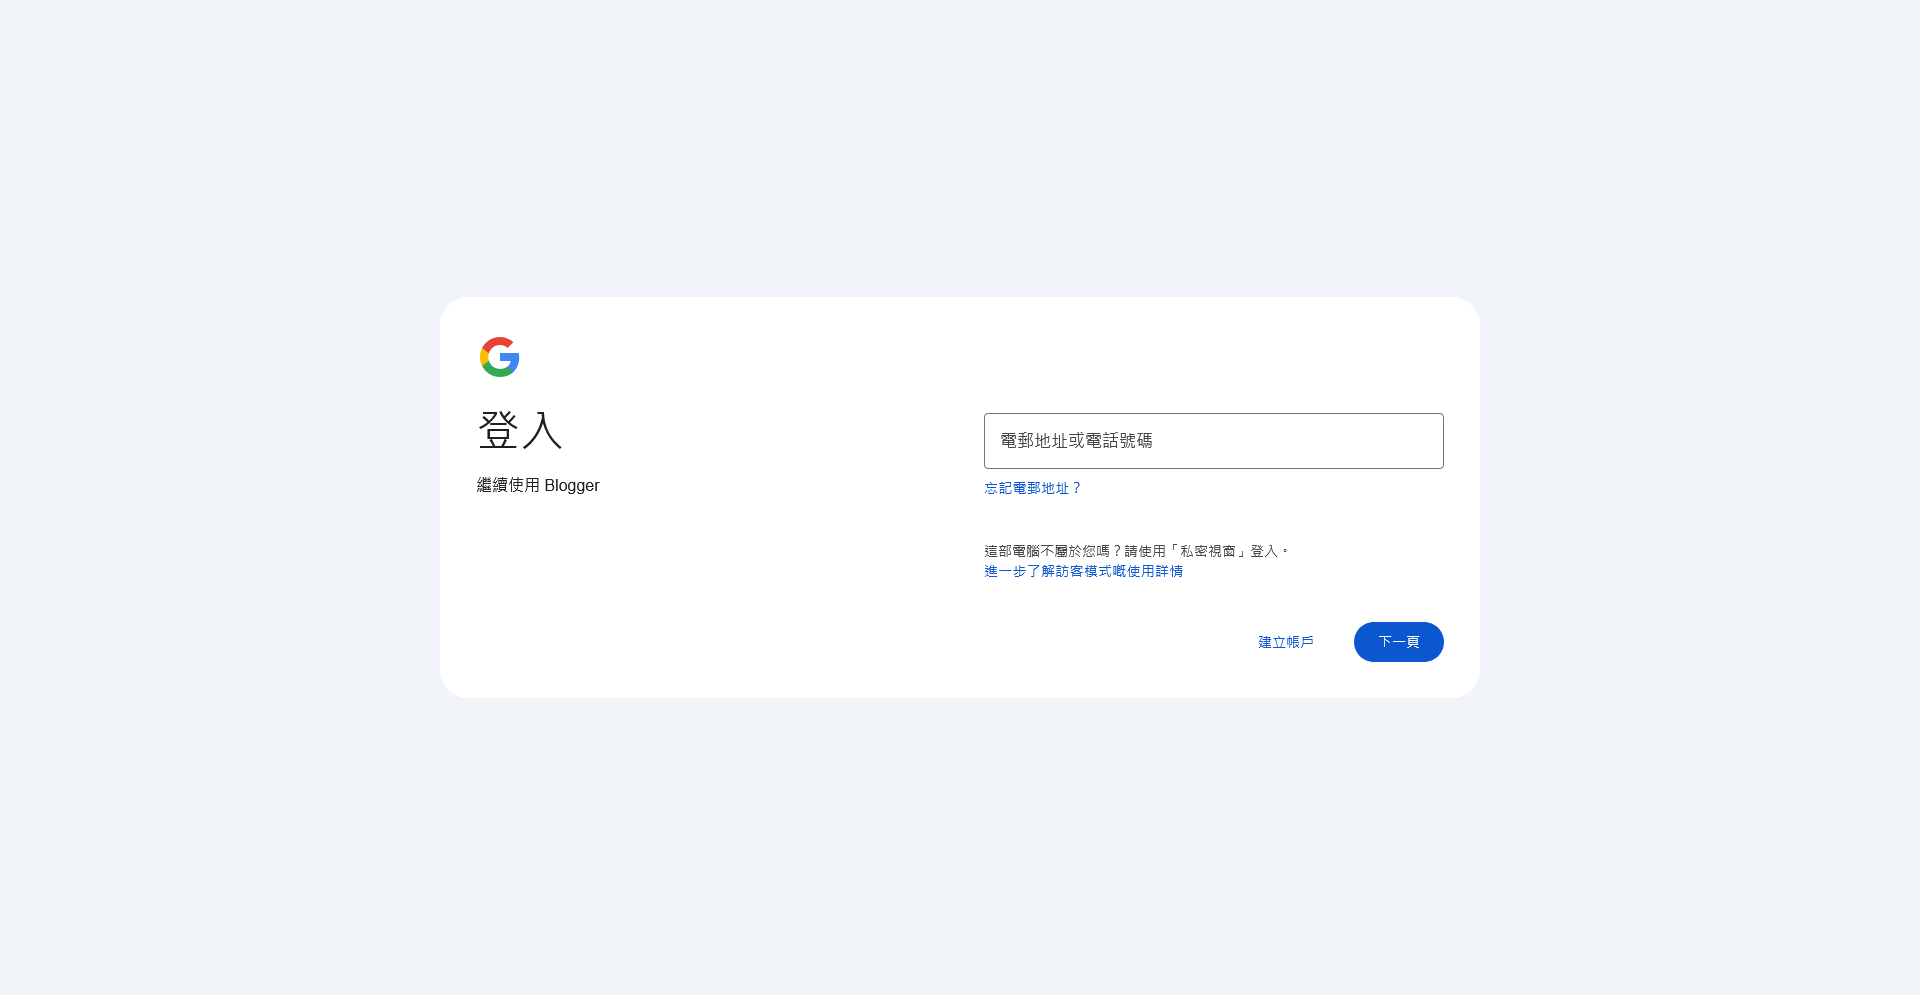 登入
繼續使用 Blogger
電郵地址或電話號碼
忘記電郵地址？
這部電腦不屬於您嗎？請使用「私密視窗」登入。
進一步了解訪客模式嘅使用詳情
建立帳戶
下一頁